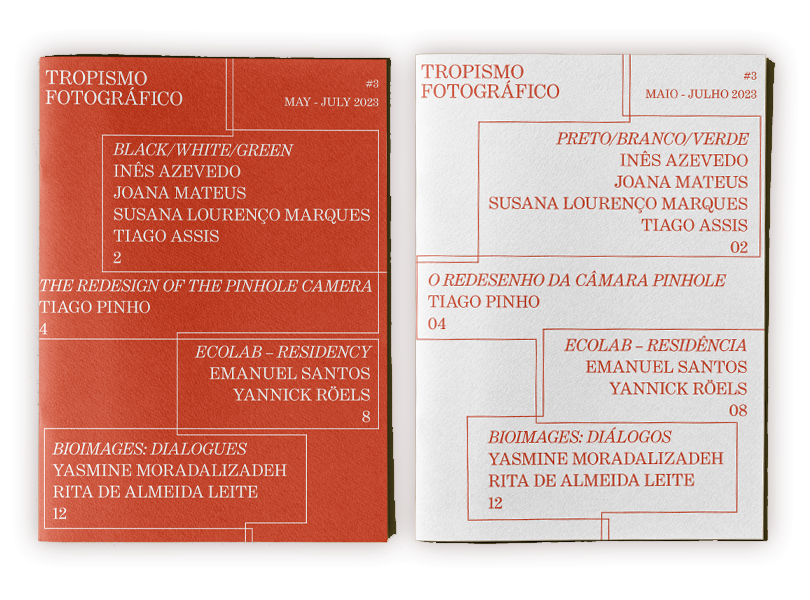 TROPISMO
FOTOGRÁFICO
#3
MAY - JULY 2023
BLACK/WHITE/GREEN
INÊS AZEVEDO
JOANA MATEUS
SUSANA LOURENÇO MARQUES
TIAGO ASSIS
2
THE REDESIGN OF THE PINHOLE CAMERA
TIAGO PINHO
4
ECOLAB – RESIDENCY
EMANUEL SANTOS
YANNICK RÖELS
8
BIOIMAGES: DIALOGUES
YASMINE MORADALIZADEH
RITA DE ALMEIDA LEITE
12
TROPISMO
FOTOGRÁFICO
#3
MAIO - JULHO 2023
PRETO/BRANCO/VERDE
INÊS AZEVEDO
JOANA MATEUS
SUSANA LOURENÇO MARQUES
TIAGO ASSIS
02
O REDESENHO DA CÂMARA PINHOLE
TIAGO PINHO
04
ECOLAB – RESIDÊNCIA
EMANUEL SANTOS
YANNICK RÖELS
08
BIOIMAGES: DIÁLOGOS
YASMINE MORADALIZADEH
RITA DE ALMEIDA LEITE
12